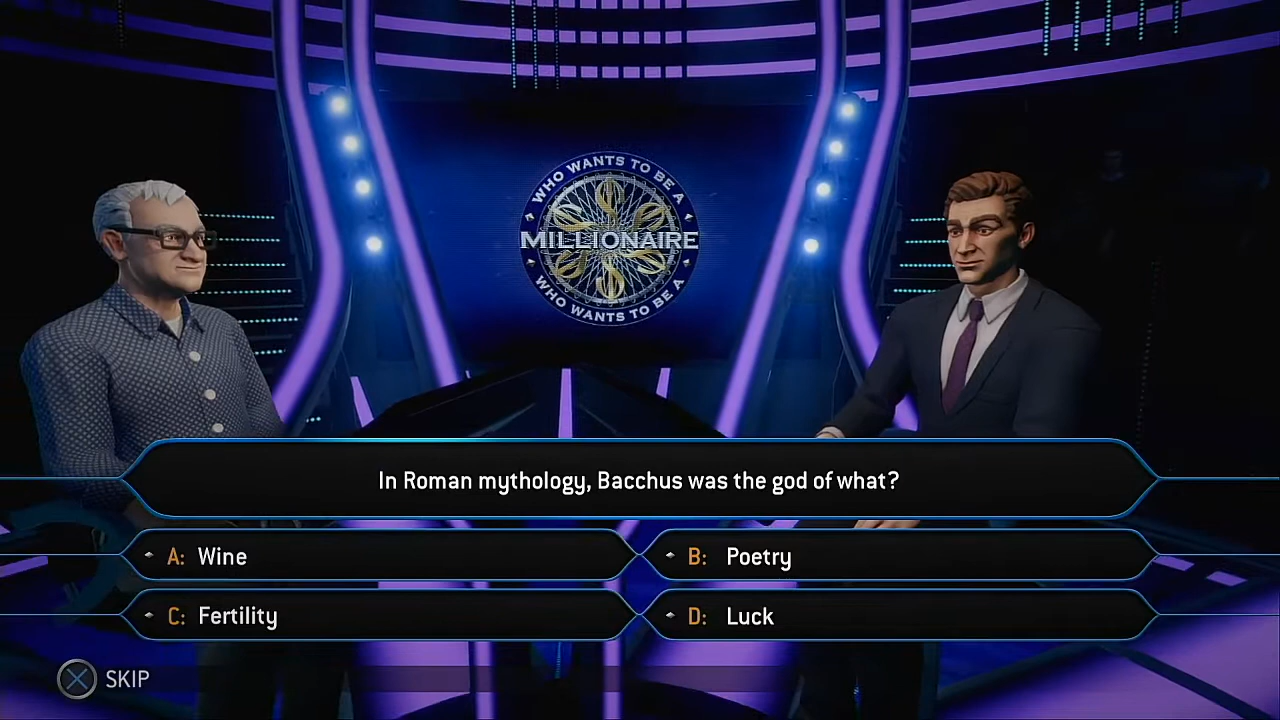 WHO WANTS TO BE A
MILLIONAIRE
WHO WANTS TO BE A
In Roman mythology, Bacchus was the god of what?
A: Wine
B: Poetry
C: Fertility
D: Luck
SKIP